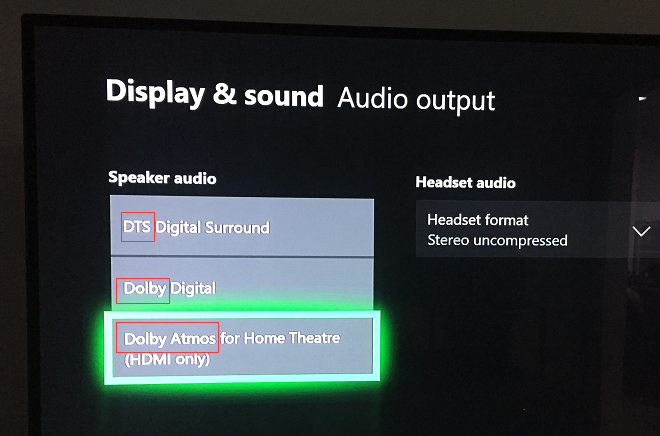 Display & sound Audio output
Speaker audio
DTS Digital Surround
Dolby Digital
Dolby Atmos for Home Theatre
(HDMI only)
Headset audio
Headset format
Stereo uncompressed